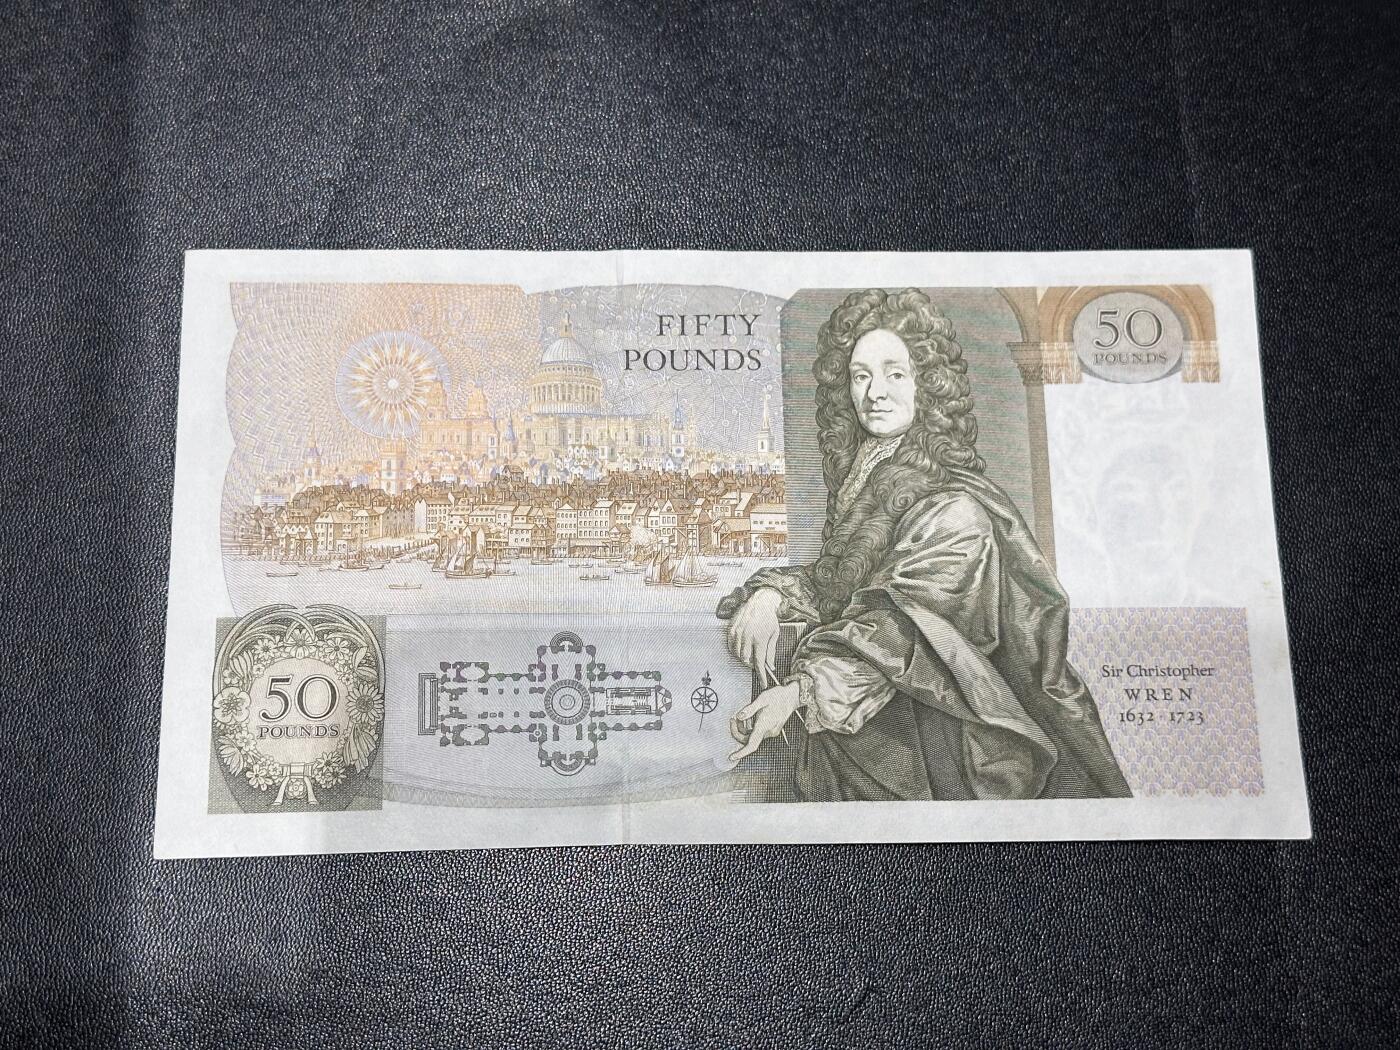 FIFTY
POUNDS
50
POUNDS
50
POUNDS
Sir Christopher
WREN
1632 · 1723